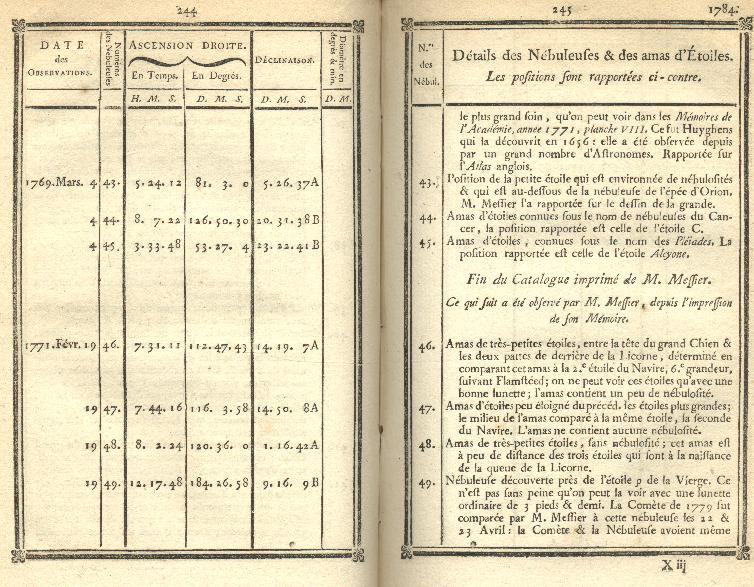 244
DATE
des
OBSERVATIONS.
Numéros
des Nébuleuses
ASCENSION DROITE.
En Temps. En Degrés.
DÉCLINAISON.
Diamètre en
degrés & min.
H. M. S. D. M. S. D. M. S. D. M.
1769. Mars. 4 43. 5. 24. 12 81. 3. 0 5. 26. 37 A
4 44. 8. 7. 22 126. 50. 30 20. 31. 38 B
4 45. 3. 33. 48 53. 27. 4 23. 22. 41 B
1771. Févr. 19 46. 7. 31. 11 112. 47. 43 14. 19. 7 A
19 47. 7. 44. 16 116. 3. 58 14. 50. 8 A
19 48. 8. 2. 24 120. 36. 0 1. 16. 42 A
19 49. 12. 17. 48 184. 26. 58 9. 16. 9 B
245 1784.
N.os
des
Nébul.
Détails des Nébuleuſes & des amas d'Étoiles.
Les poſitions ſont rapportées ci-contre.
le plus grand ſoin, qu'on peut voir dans les Mémoires de
l'Académie, année 1771, planche VIII. Ce fut Huyghens
qui la découvrit en 1656 : elle a été obſervée depuis
par un grand nombre d'Aſtronomes. Rapportée ſur
l'Atlas anglois.
43. Poſition de la petite étoile qui eſt environnée de nébuloſités
& qui eſt au-deſſous de la nébuleuſe de l'épée d'Orion.
M. Meſſier l'a rapportée ſur le deſſin de la grande.
44. Amas d'étoiles connues ſous le nom de nébuleuſes du Can-
cer, la poſition rapportée eſt celle de l'étoile C.
45. Amas d'étoiles, connues ſous le nom des Pléiades. La
poſition rapportée eſt celle de l'étoile Alcyone.
Fin du Catalogue imprimé de M. Meſſier.
Ce qui ſuit a été obſervé par M. Meſſier, depuis l'impreſſion
de ſon Mémoire.
46. Amas de très-petites étoiles, entre la tête du grand Chien &
les deux pattes de derrière de la Licorne, déterminé en
comparant cet amas à la 2.e étoile du Navire, 6.e grandeur,
ſuivant Flamſtéed; on ne peut voir ces étoiles qu'avec une
bonne lunette; l'amas contient un peu de nébuloſité.
47. Amas d'étoiles peu éloigné du précéd. les étoiles plus grandes;
le milieu de l'amas comparé à la même étoile, la ſeconde
du Navire. L'amas ne contient aucune nébuloſité.
48. Amas de très-petites étoiles, ſans nébuloſité; cet amas eſt
à peu de diſtance des trois étoiles qui ſont à la naiſſance
de la queue de la Licorne.
49. Nébuleuſe découverte près de l'étoile ρ de la Vierge. Ce
n'eſt pas ſans peine qu'on peut la voir avec une lunette
ordinaire de 3 pieds & demi. La Comète de 1779 fut
comparée par M. Meſſier à cette nébuleuſe les 22 &
23 Avril : la Comète & la Nébuleuſe avoient même
X iij